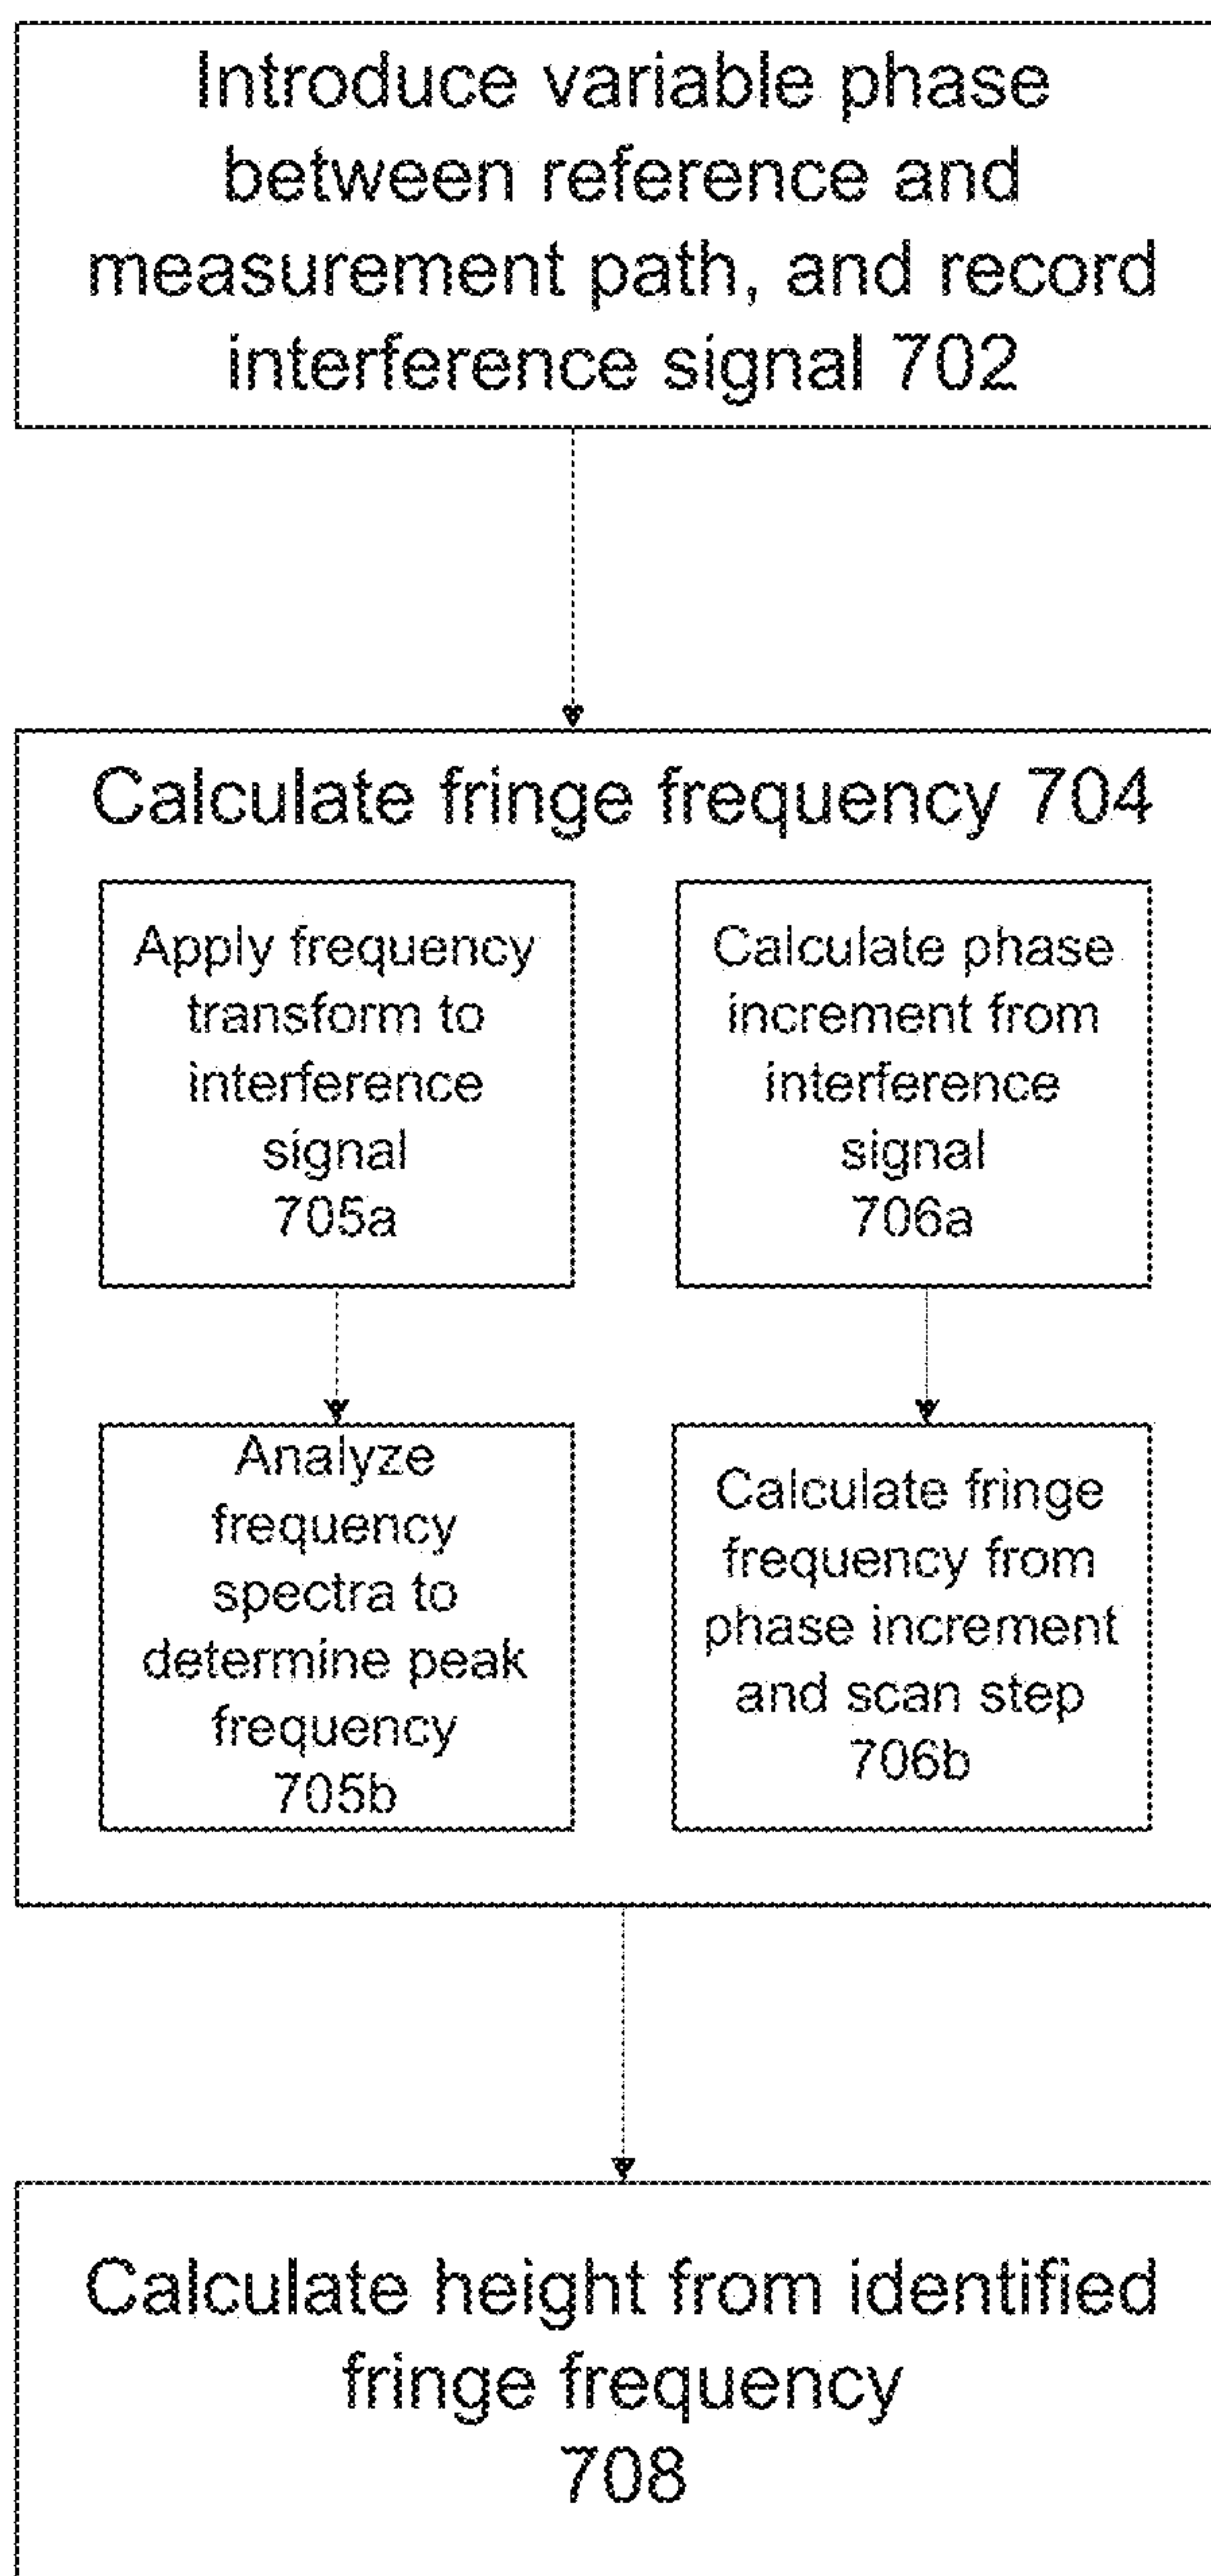 Introduce variable phase
between reference and
measurement path, and record
interference signal 702
Calculate fringe frequency 704
Apply frequency
transform to
interference
signal
705a
Analyze
frequency
spectra to
determine peak
frequency
705b
Calculate phase
increment from
interference
signal
706a
Calculate fringe
frequency from
phase increment
and scan step
706b
Calculate height from identified
fringe frequency
708